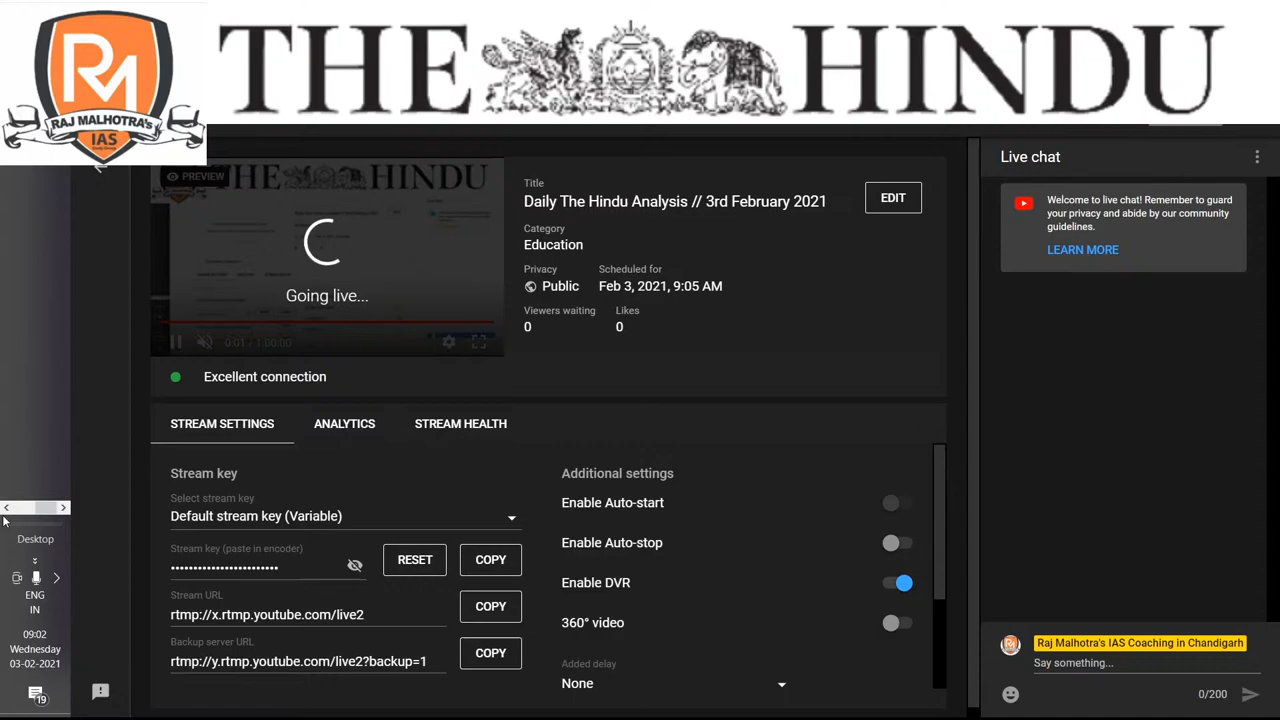 RM
RAJ MALHOTRA'S
IAS
THE HINDU
PREVIEW
THE HINDU
Going live...
0:01 / 1:00:00
Excellent connection
Title
Daily The Hindu Analysis // 3rd February 2021
EDIT
Category
Education
Privacy
Scheduled for
Public
Feb 3, 2021, 9:05 AM
Viewers waiting
Likes
0
0
STREAM SETTINGS
ANALYTICS
STREAM HEALTH
Stream key
Select stream key
Default stream key (Variable)
Stream key (paste in encoder)
••••••••••••••••••••••••
RESET
COPY
Stream URL
rtmp://x.rtmp.youtube.com/live2
COPY
Backup server URL
rtmp://y.rtmp.youtube.com/live2?backup=1
COPY
Additional settings
Enable Auto-start
Enable Auto-stop
Enable DVR
360° video
Added delay
None
Live chat
Welcome to live chat! Remember to guard
your privacy and abide by our community
guidelines.
LEARN MORE
Raj Malhotra's IAS Coaching in Chandigarh
Say something...
0/200
Desktop
ENG
IN
09:02
Wednesday
03-02-2021
19